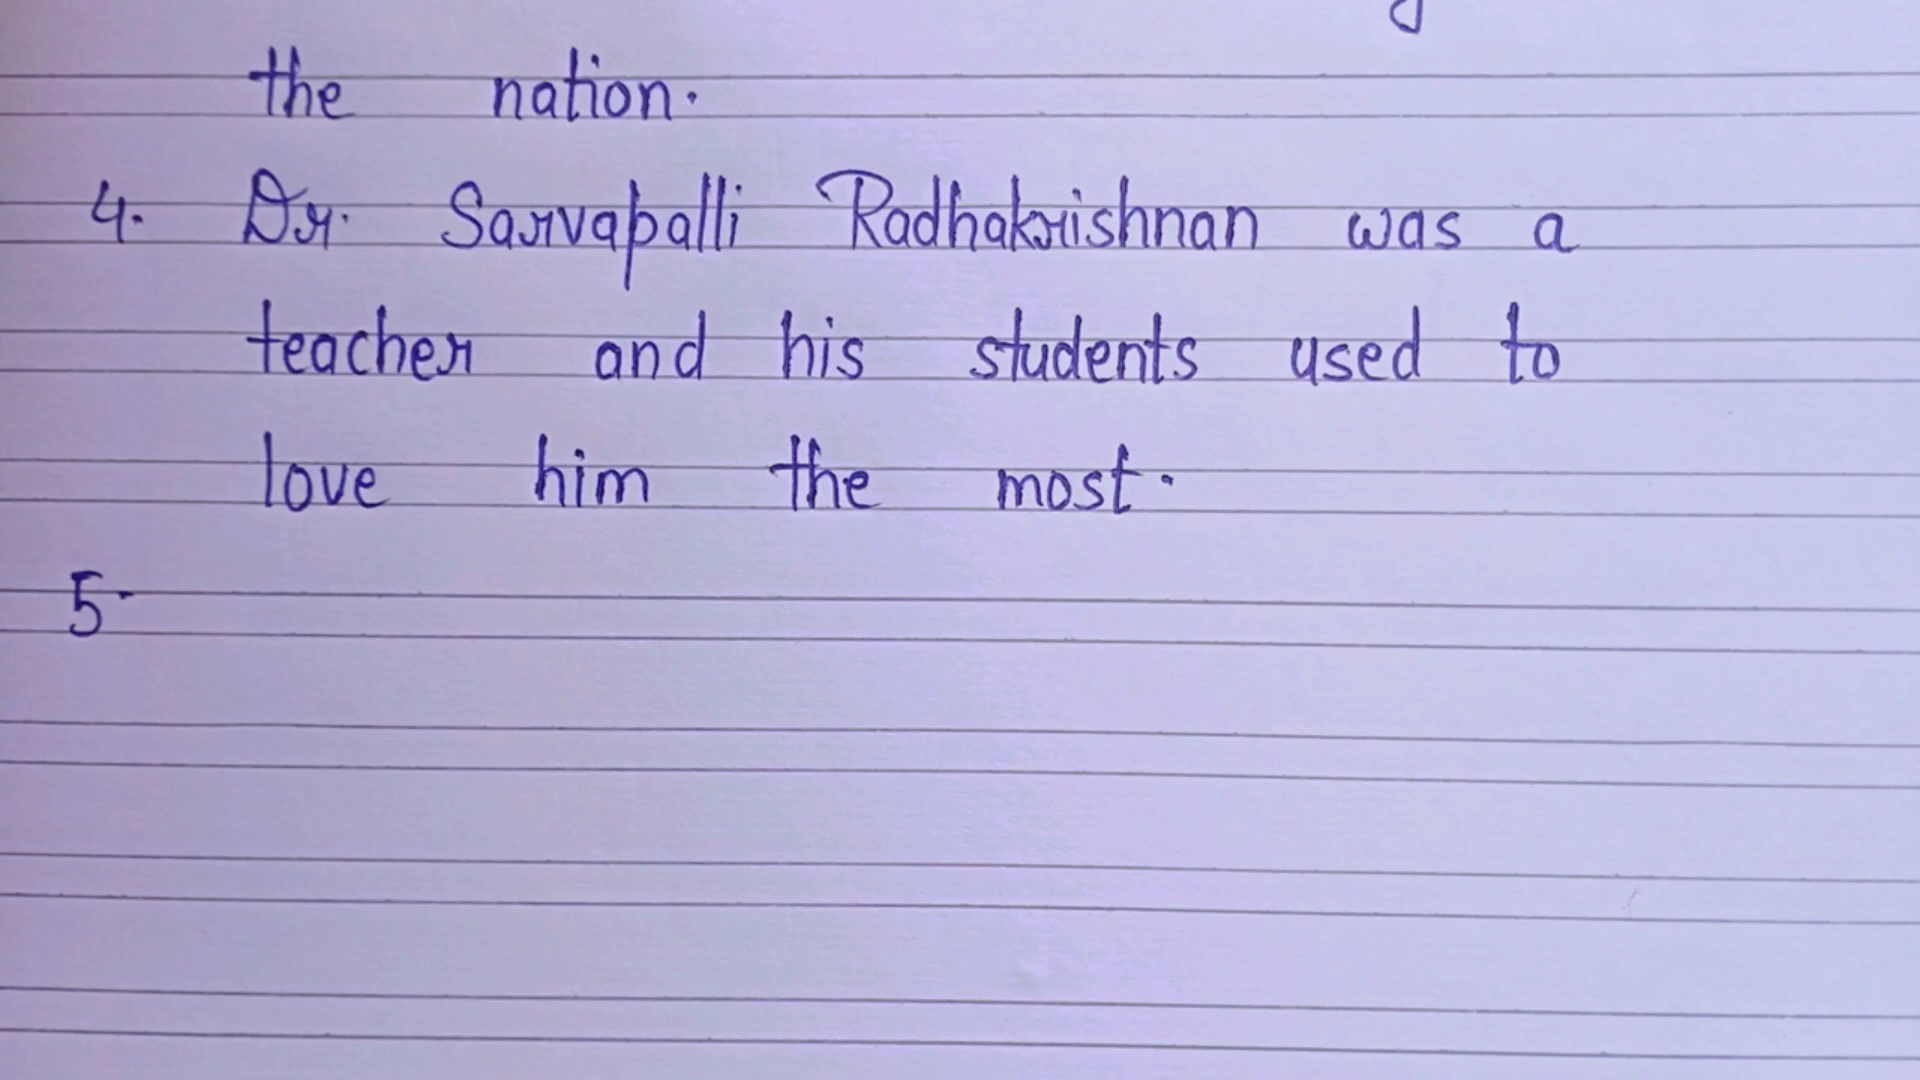 the nation.
4. Dr. Sarvapalli Radhakrishnan was a
teacher and his students used to
love him the most.
5.